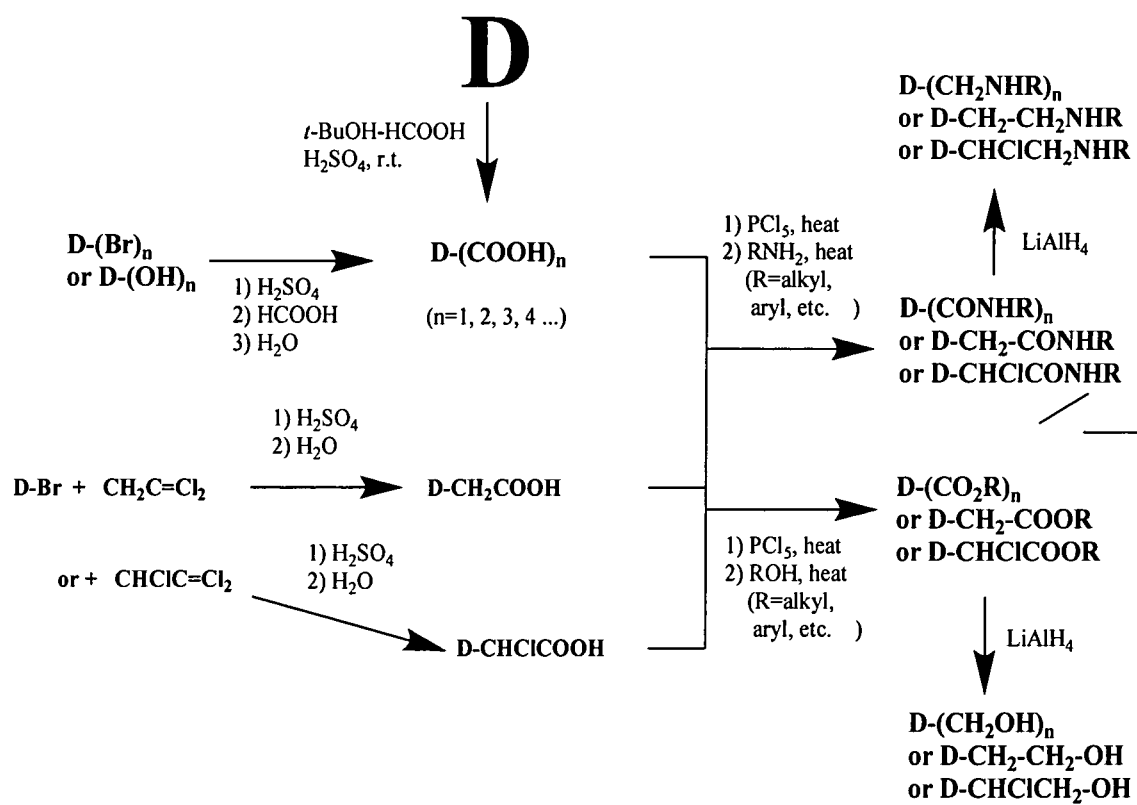 D
t-BuOH-HCOOH
H₂SO₄, r.t.
D-(Br)ₙ
or D-(OH)ₙ
1) H₂SO₄
2) HCOOH
3) H₂O
D-(COOH)ₙ
(n=1, 2, 3, 4 ...)
1) PCl₅, heat
2) RNH₂, heat
(R=alkyl,
aryl, etc. )
D-(CH₂NHR)ₙ
or D-CH₂-CH₂NHR
or D-CHClCH₂NHR
LiAlH₄
D-(CONHR)ₙ
or D-CH₂-CONHR
or D-CHClCONHR
D-Br + CH₂C=Cl₂
1) H₂SO₄
2) H₂O
D-CH₂COOH
or + CHClC=Cl₂
1) H₂SO₄
2) H₂O
D-CHClCOOH
1) PCl₅, heat
2) ROH, heat
(R=alkyl,
aryl, etc. )
D-(CO₂R)ₙ
or D-CH₂-COOR
or D-CHClCOOR
LiAlH₄
D-(CH₂OH)ₙ
or D-CH₂-CH₂-OH
or D-CHClCH₂-OH